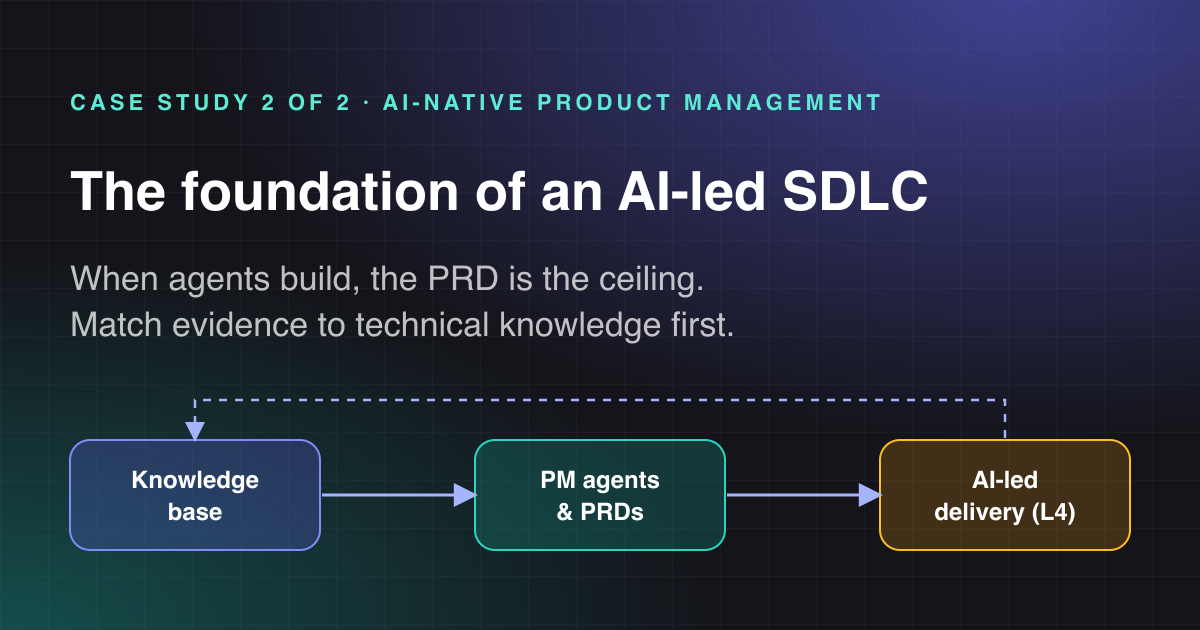 CASE STUDY 2 OF 2 · AI-NATIVE PRODUCT MANAGEMENT
The foundation of an AI-led SDLC
When agents build, the PRD is the ceiling.
Match evidence to technical knowledge first.
Knowledge
base
PM agents
& PRDs
AI-led
delivery (L4)